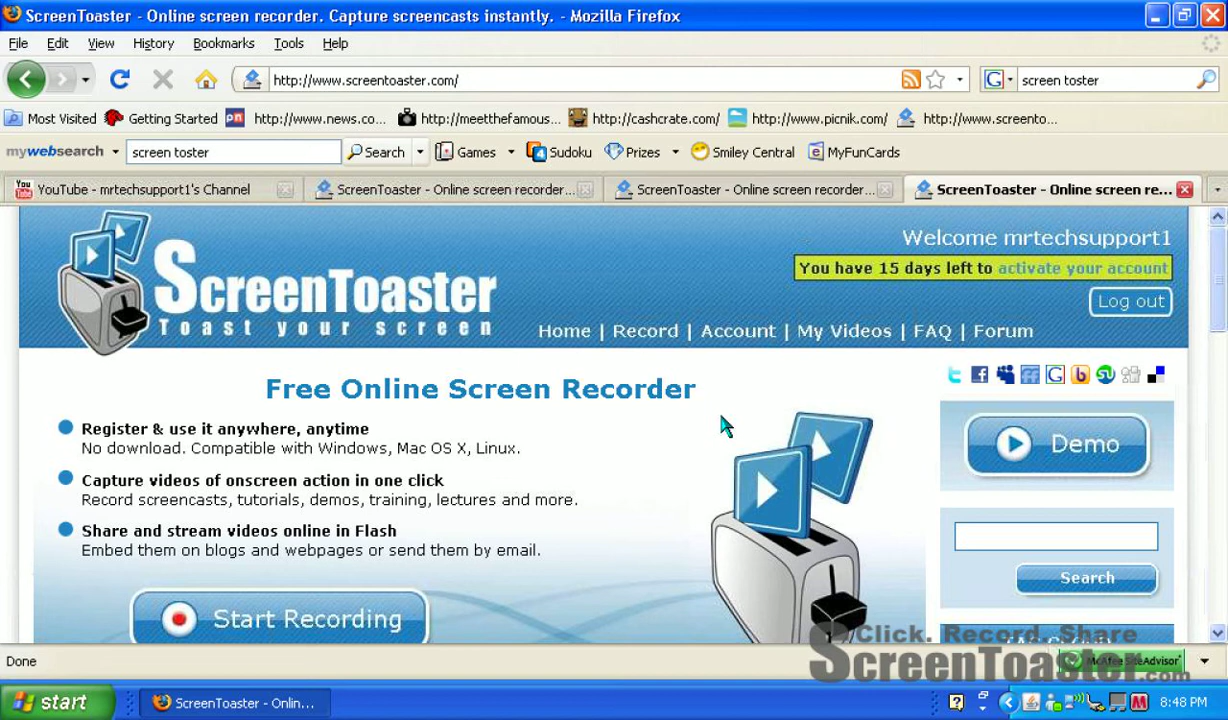 ScreenToaster - Online screen recorder. Capture screencasts instantly. - Mozilla Firefox
File Edit View History Bookmarks Tools Help
http://www.screentoaster.com/ G screen toster
Most Visited Getting Started http://www.news.co... http://meetthefamous... http://cashcrate.com/ http://www.picnik.com/ http://www.screento...
mywebsearch screen toster Search Games Sudoku Prizes Smiley Central MyFunCards
YouTube - mrtechsupport1's Channel ScreenToaster - Online screen recorder... ScreenToaster - Online screen recorder... ScreenToaster - Online screen re...
ScreenToaster
Toast your screen
Welcome mrtechsupport1
You have 15 days left to activate your account
Log out
Home | Record | Account | My Videos | FAQ | Forum
Free Online Screen Recorder
Register & use it anywhere, anytime
No download. Compatible with Windows, Mac OS X, Linux.
Capture videos of onscreen action in one click
Record screencasts, tutorials, demos, training, lectures and more.
Share and stream videos online in Flash
Embed them on blogs and webpages or send them by email.
Start Recording
Demo
Search
Click. Record. Share
ScreenToaster.com
Done
McAfee SiteAdvisor
start ScreenToaster - Onlin... 8:48 PM